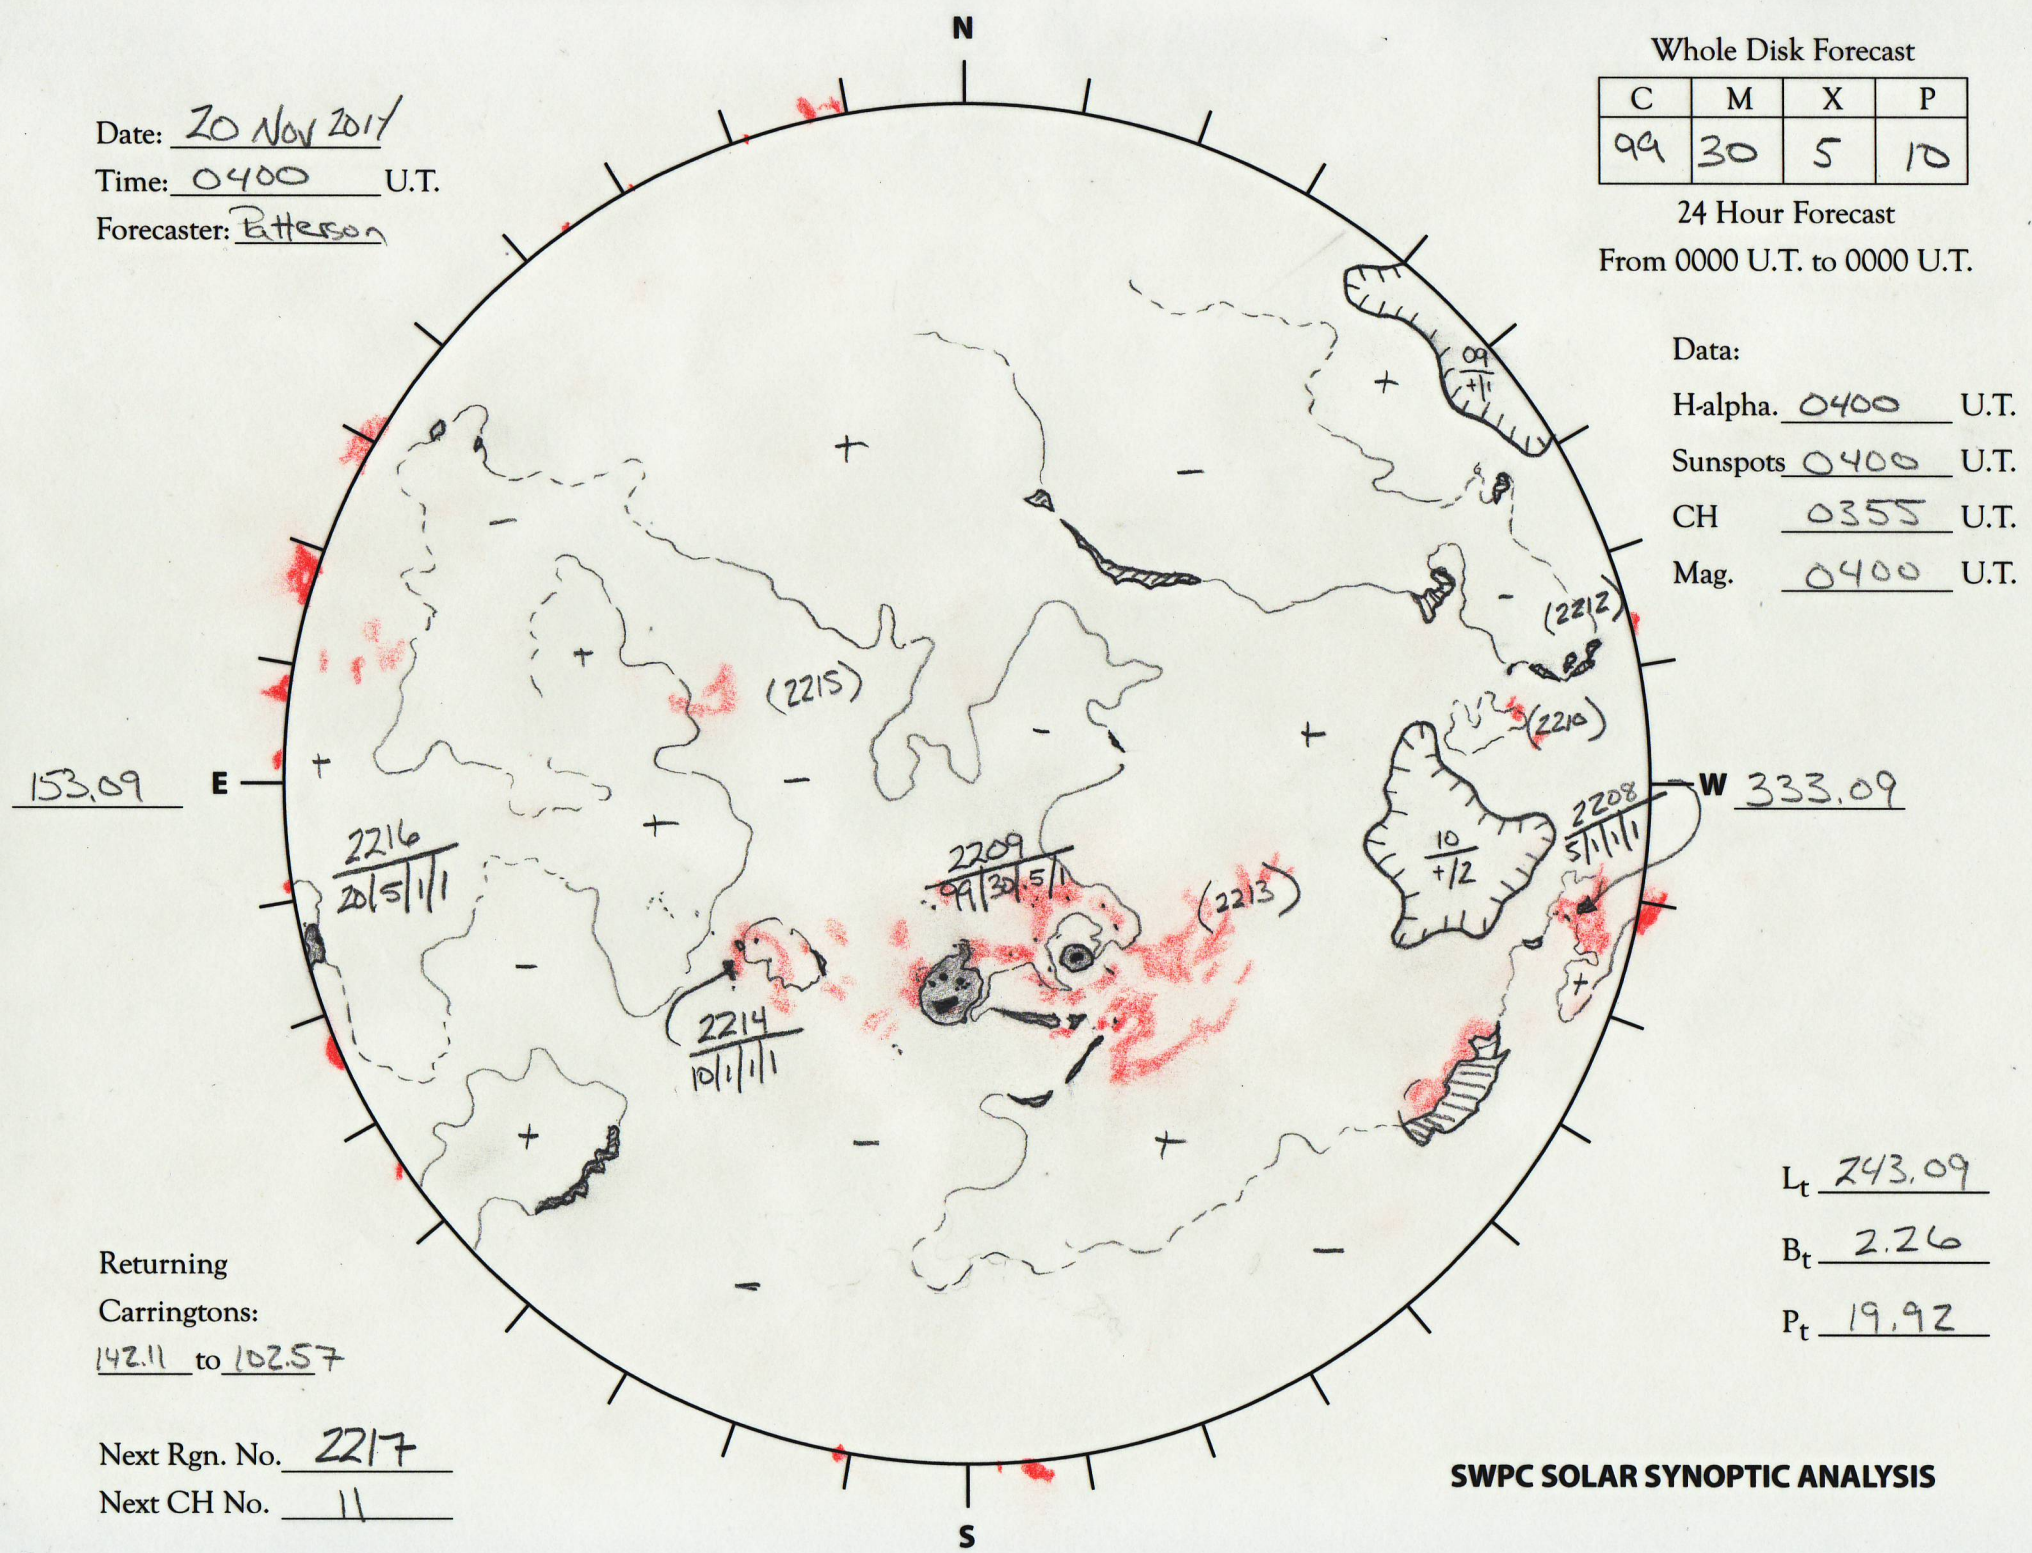 N
Date: 20 Nov 2014
Time: 0400 U.T.
Forecaster: Patterson
Whole Disk Forecast
C M X P
99 30 5 10
24 Hour Forecast
From 0000 U.T. to 0000 U.T.
Data:
H-alpha. 0400 U.T.
Sunspots 0400 U.T.
CH 0355 U.T.
Mag. 0400 U.T.
09
+/1
+
+
-
-
+
-
(2212)
(2215)
(2210)
+
-
+
-
153.09 E
W 333.09
+
2208
5/1/1/1
2216
20/5/1/1
2209
99/30/5/1
10
+/2
(2213)
-
+
2214
10/1/1/1
+
-
+
-
-
Lt 243.09
Bt 2.26
Pt 19.92
Returning
Carringtons:
142.11 to 102.57
Next Rgn. No. 2217
Next CH No. 11
SWPC SOLAR SYNOPTIC ANALYSIS
S